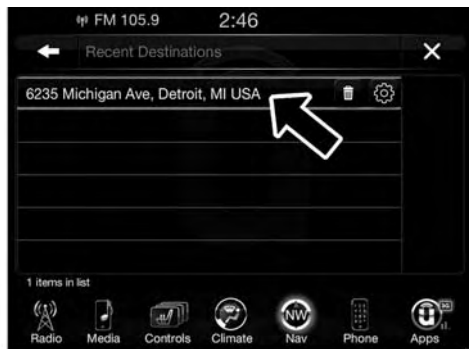 FM 105.9 2:46
Recent Destinations
6235 Michigan Ave, Detroit, MI USA
1 items in list
NW
Radio Media Controls Climate Nav Phone Apps